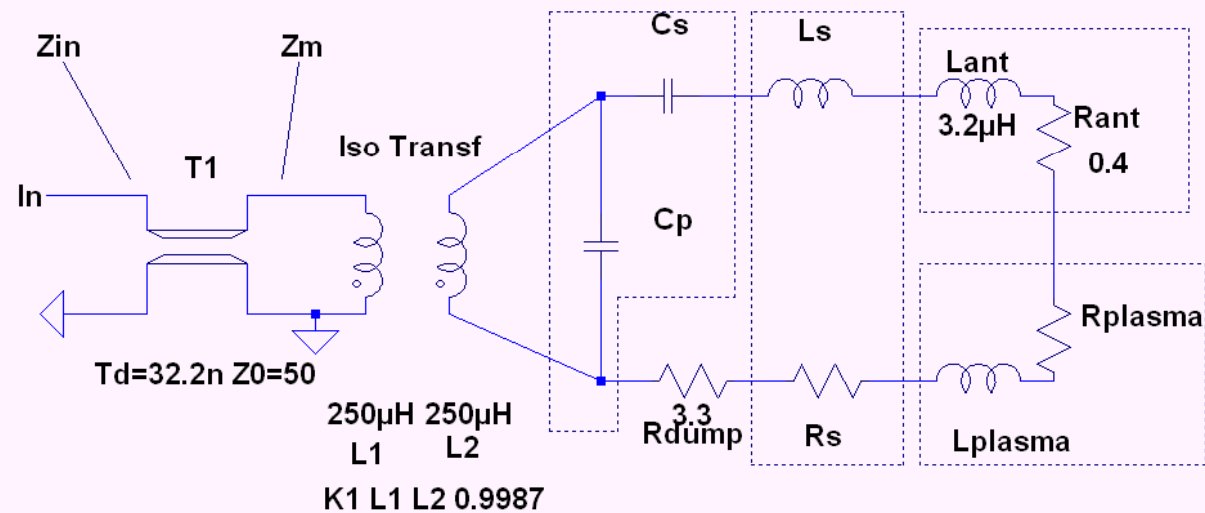 Cs
Ls
Zin
Zm
Lant
3.2µH
Rant
0.4
Iso Transf
T1
In
Cp
Rplasma
Td=32.2n Z0=50
250µH 250µH
L1
L2
3.3
Rdump
Rs
Lplasma
K1 L1 L2 0.9987